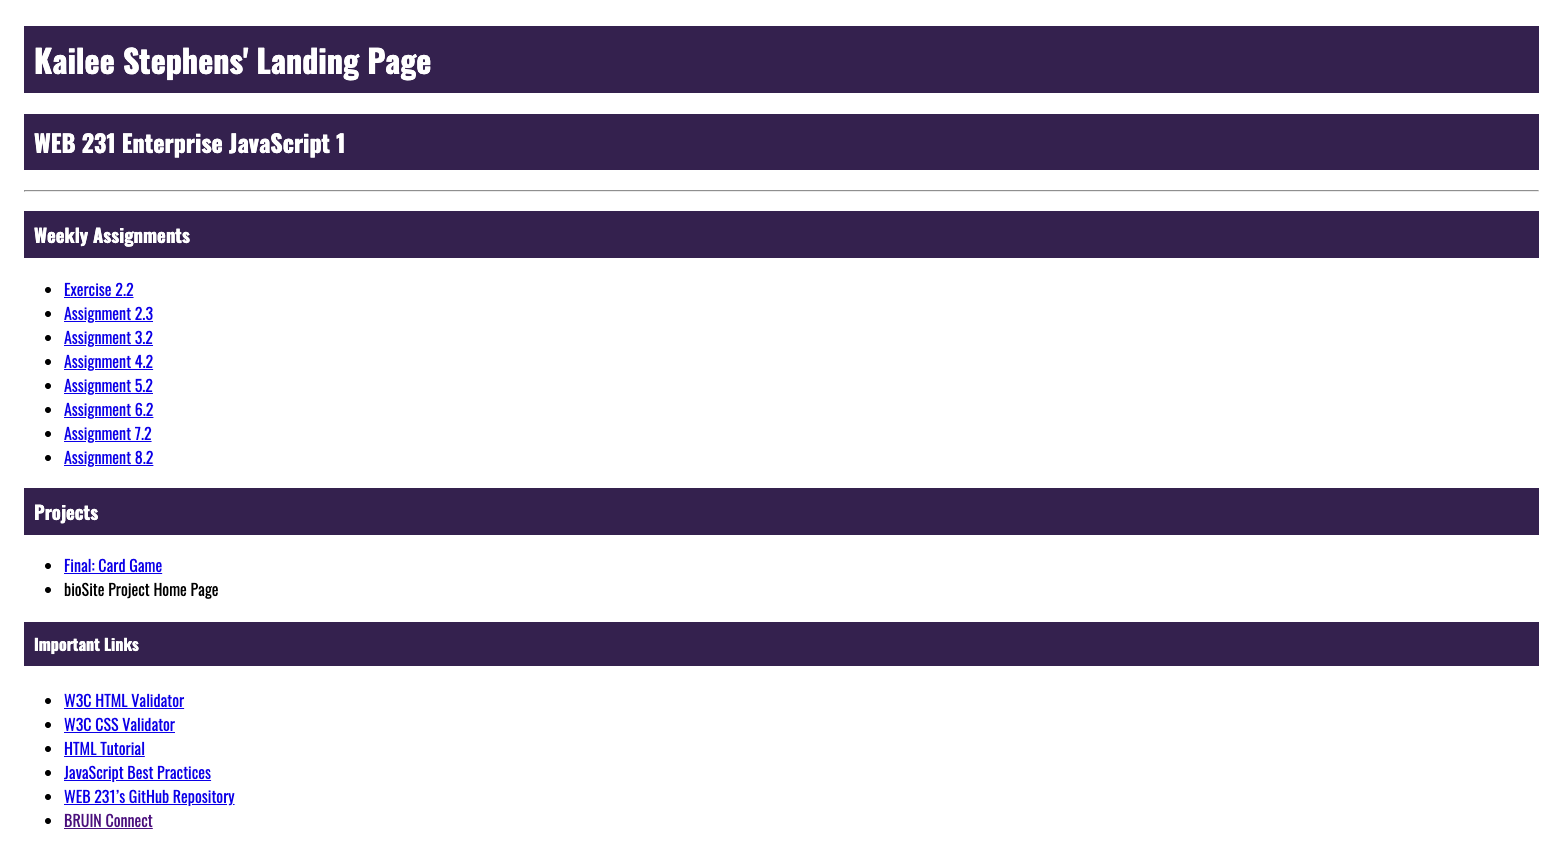 Kailee Stephens' Landing Page
WEB 231 Enterprise JavaScript 1
Weekly Assignments
Exercise 2.2
Assignment 2.3
Assignment 3.2
Assignment 4.2
Assignment 5.2
Assignment 6.2
Assignment 7.2
Assignment 8.2
Projects
Final: Card Game
bioSite Project Home Page
Important Links
W3C HTML Validator
W3C CSS Validator
HTML Tutorial
JavaScript Best Practices
WEB 231's GitHub Repository
BRUIN Connect